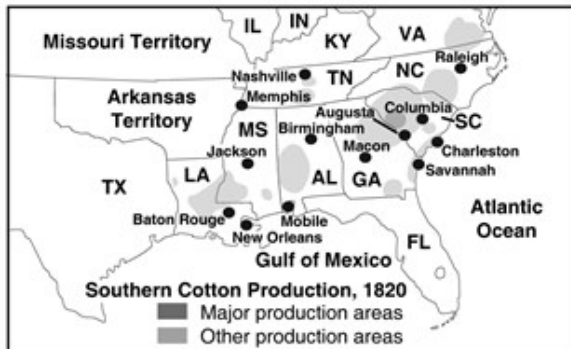 IL
IN
Missouri Territory
KY
VA
Nashville
Raleigh
TN
NC
Memphis
Arkansas
Territory
Augusta
Columbia
MS
Birmingham
SC
Jackson
Macon
Charleston
LA
Savannah
TX
AL
GA
Baton Rouge
Mobile
Atlantic
Ocean
New Orleans
FL
Gulf of Mexico
Southern Cotton Production, 1820
Major production areas
Other production areas